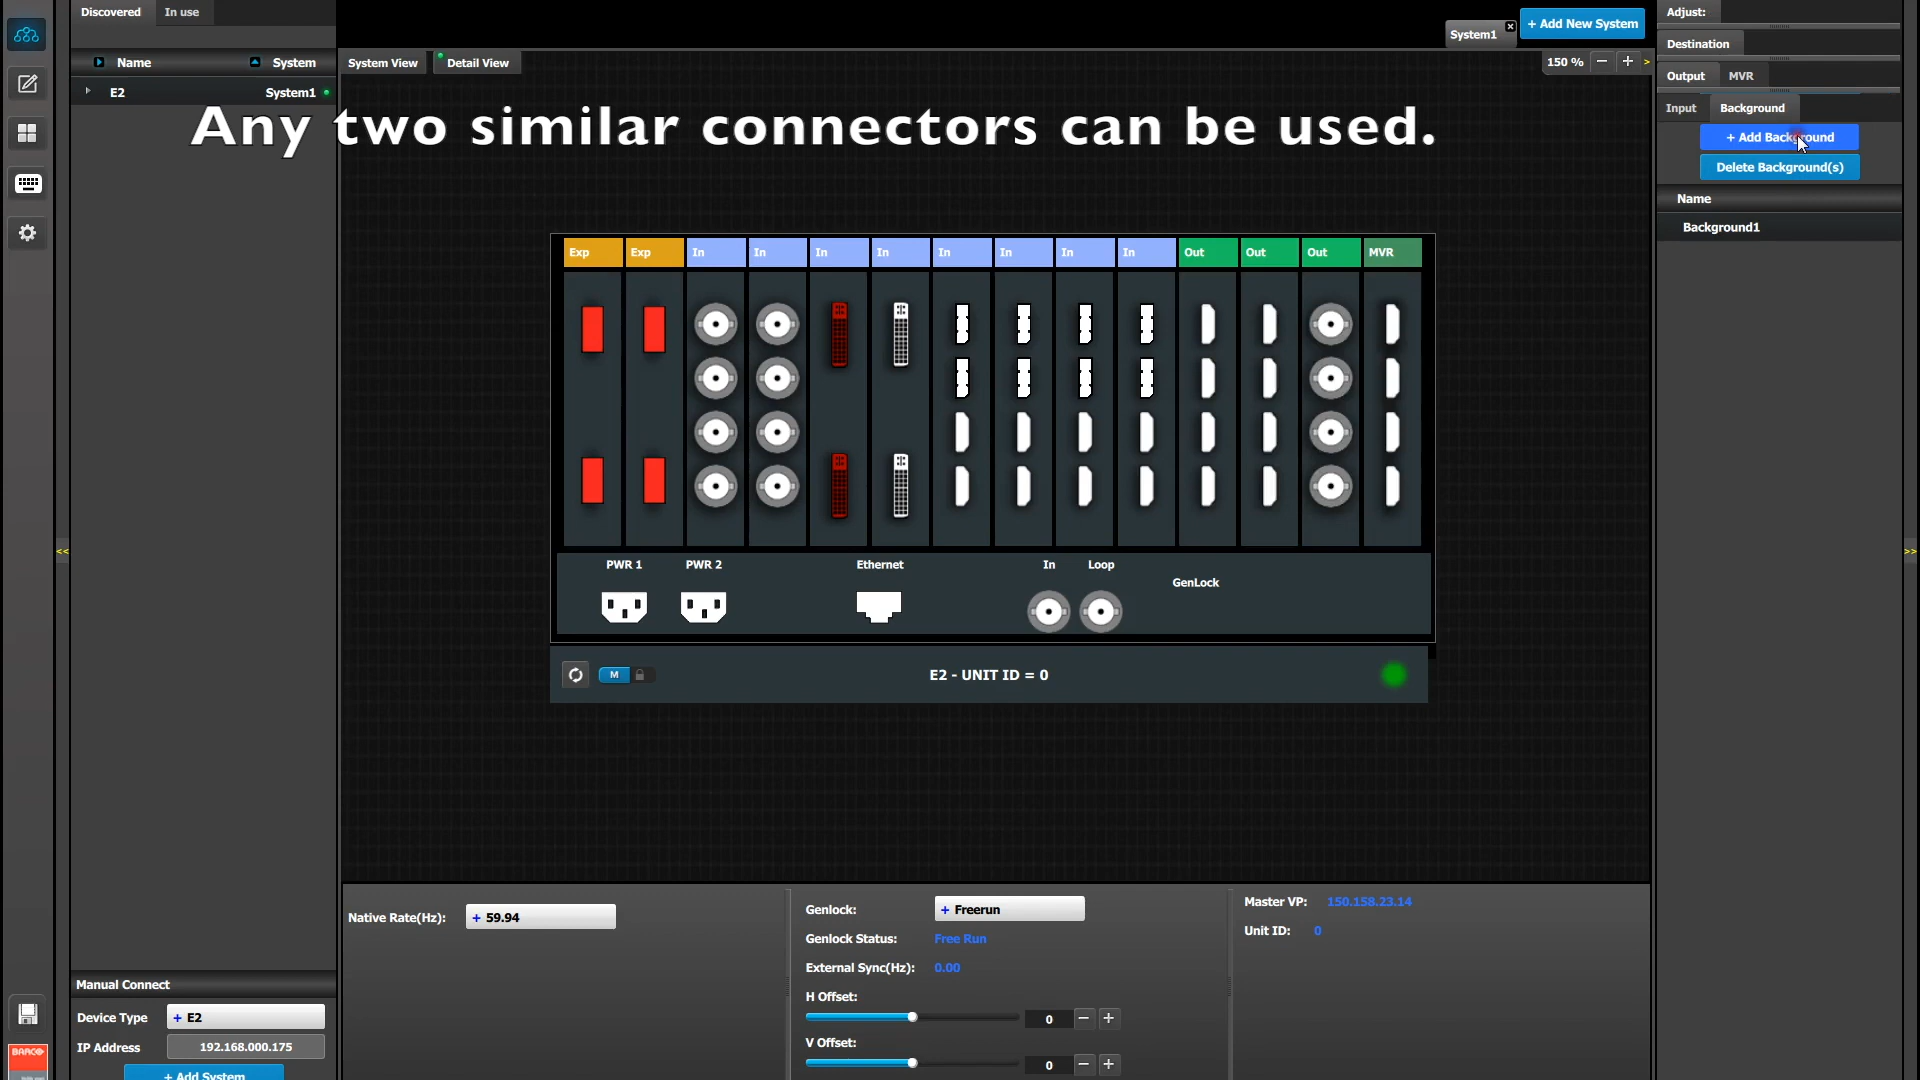 Discovered
In use
Name
System
E2
System1
Any two similar connectors can be used.
System View
Detail View
System1
+ Add New System
150 %
Adjust:
Destination
Output
MVR
Input
Background
+ Add Background
Delete Background(s)
Name
Background1
Exp
Exp
In
In
In
In
In
In
In
In
Out
Out
Out
MVR
PWR 1
PWR 2
Ethernet
In
Loop
GenLock
M
E2 - UNIT ID = 0
<<
>>
Native Rate(Hz):
+ 59.94
Genlock:
+ Freerun
Genlock Status:
Free Run
External Sync(Hz):
0.00
H Offset:
0
V Offset:
0
Master VP:
150.158.23.14
Unit ID:
0
Manual Connect
Device Type
+ E2
IP Address
192.168.000.175
+ Add System
BARCO